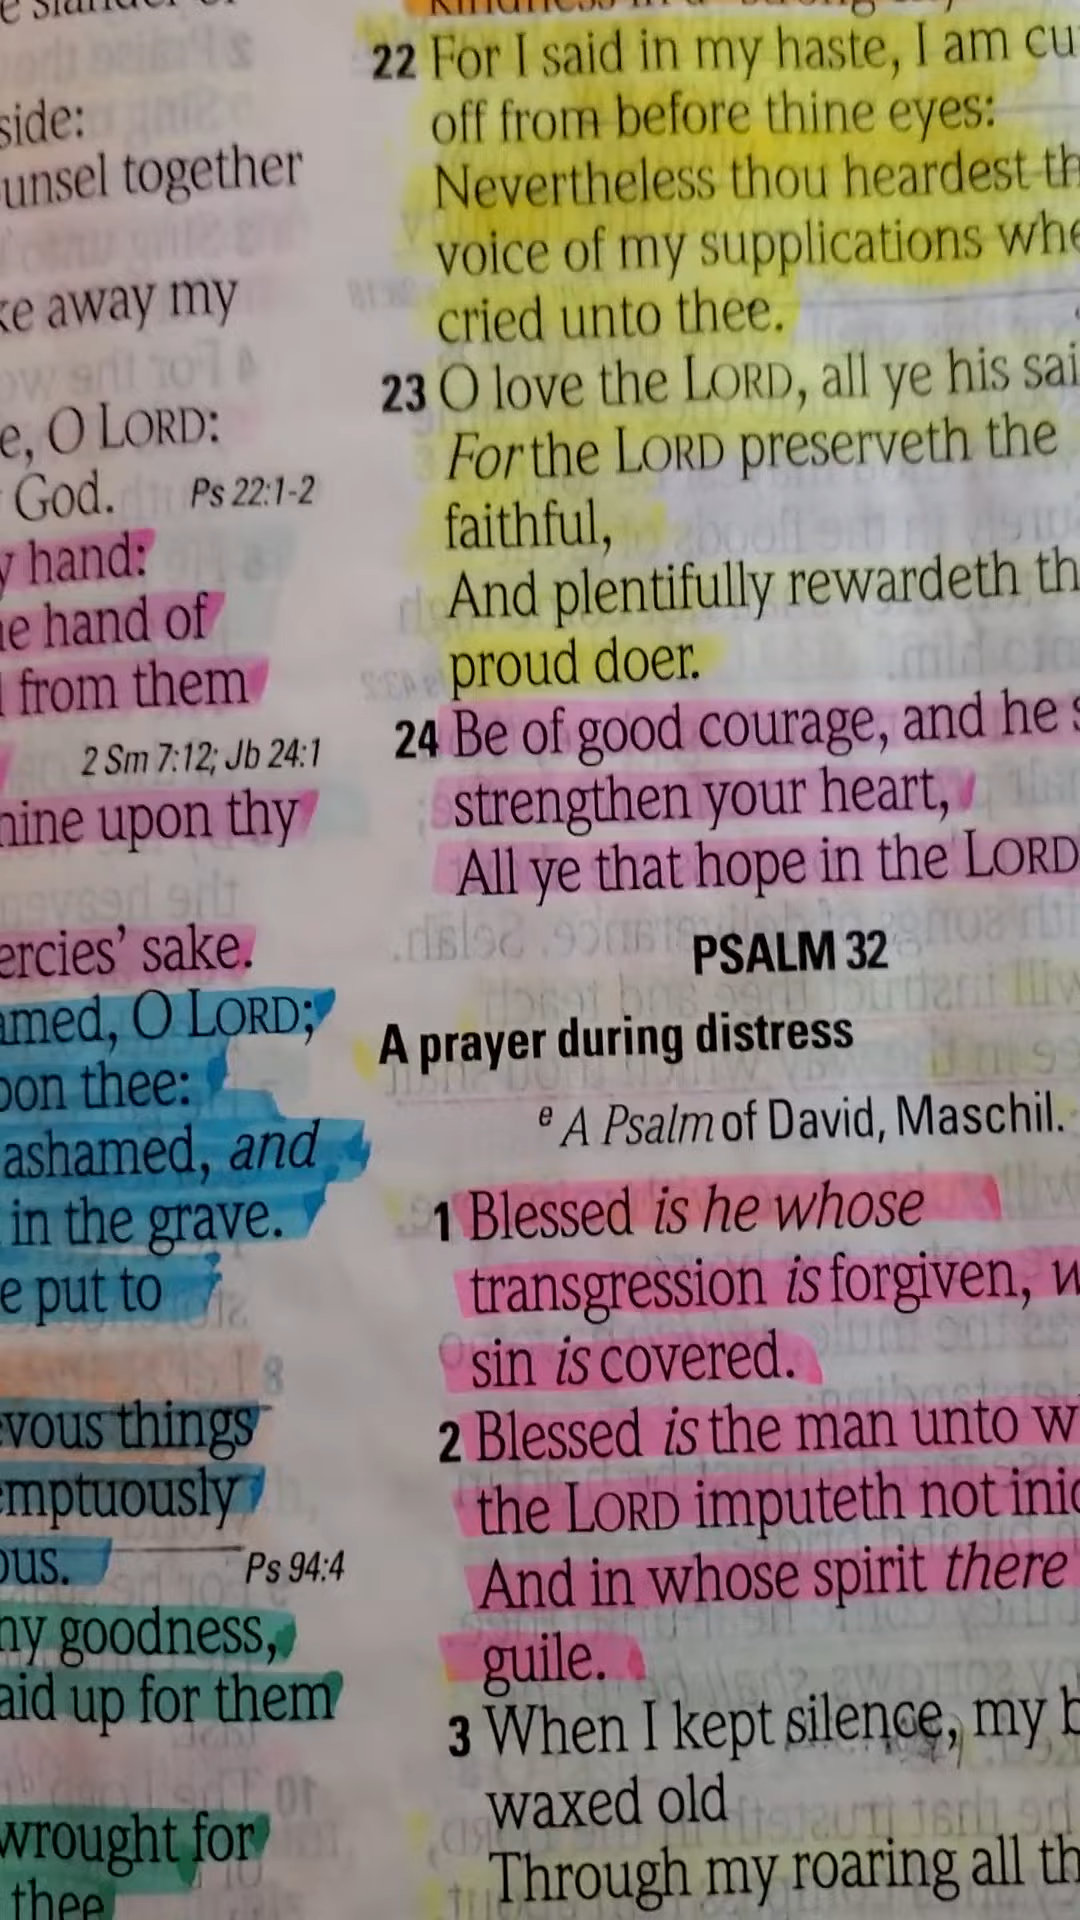 side:
unsel together
ke away my
e, O LORD:
God. Ps 22:1-2
y hand:
he hand of
from them
2 Sm 7:12; Jb 24:1
hine upon thy
ercies' sake.
amed, O LORD;
pon thee:
ashamed, and
in the grave.
e put to
evous things
emptuously
ous. Ps 94:4
hy goodness,
aid up for them
wrought for
thee
22 For I said in my haste, I am cu
off from before thine eyes:
Nevertheless thou heardest th
voice of my supplications whe
cried unto thee.
23 O love the LORD, all ye his sai
For the LORD preserveth the
faithful,
And plentifully rewardeth th
proud doer.
24 Be of good courage, and he s
strengthen your heart,
All ye that hope in the LORD
PSALM 32
A prayer during distress
e A Psalm of David, Maschil.
1 Blessed is he whose
transgression is forgiven, w
sin is covered.
2 Blessed is the man unto w
the LORD imputeth not iniq
And in whose spirit there
guile.
3 When I kept silence, my b
waxed old
Through my roaring all th